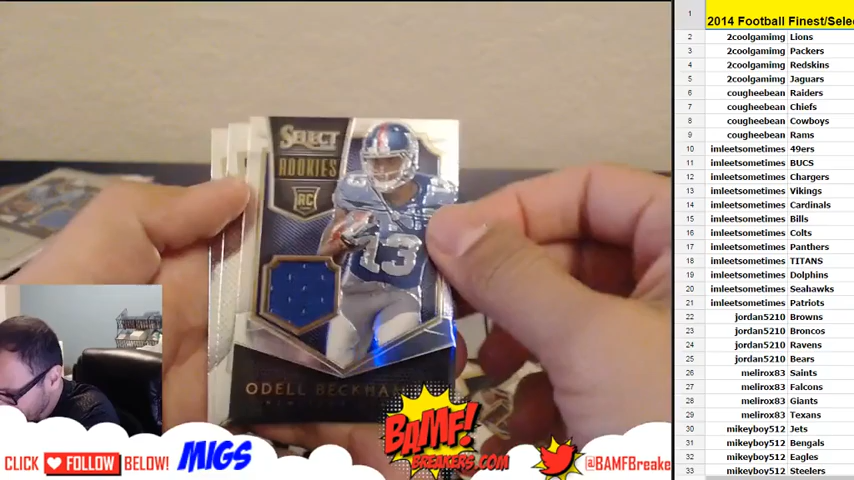 SELECT
ROOKIES
RC
13
ODELL BECKHAM
BAMF!
BREAKERS.COM
CLICK FOLLOW BELOW!
MIGS
@BAMFBreake
1 2014 Football Finest/Selec
2 2coolgamimg Lions
3 2coolgamimg Packers
4 2coolgamimg Redskins
5 2coolgamimg Jaguars
6 cougheebean Raiders
7 cougheebean Chiefs
8 cougheebean Cowboys
9 cougheebean Rams
10 imleetsometimes 49ers
11 imleetsometimes BUCS
12 imleetsometimes Chargers
13 imleetsometimes Vikings
14 imleetsometimes Cardinals
15 imleetsometimes Bills
16 imleetsometimes Colts
17 imleetsometimes Panthers
18 imleetsometimes TITANS
19 imleetsometimes Dolphins
20 imleetsometimes Seahawks
21 imleetsometimes Patriots
22 jordan5210 Browns
23 jordan5210 Broncos
24 jordan5210 Ravens
25 jordan5210 Bears
26 melirox83 Saints
27 melirox83 Falcons
28 melirox83 Giants
29 melirox83 Texans
30 mikeyboy512 Jets
31 mikeyboy512 Bengals
32 mikeyboy512 Eagles
33 mikeyboy512 Steelers